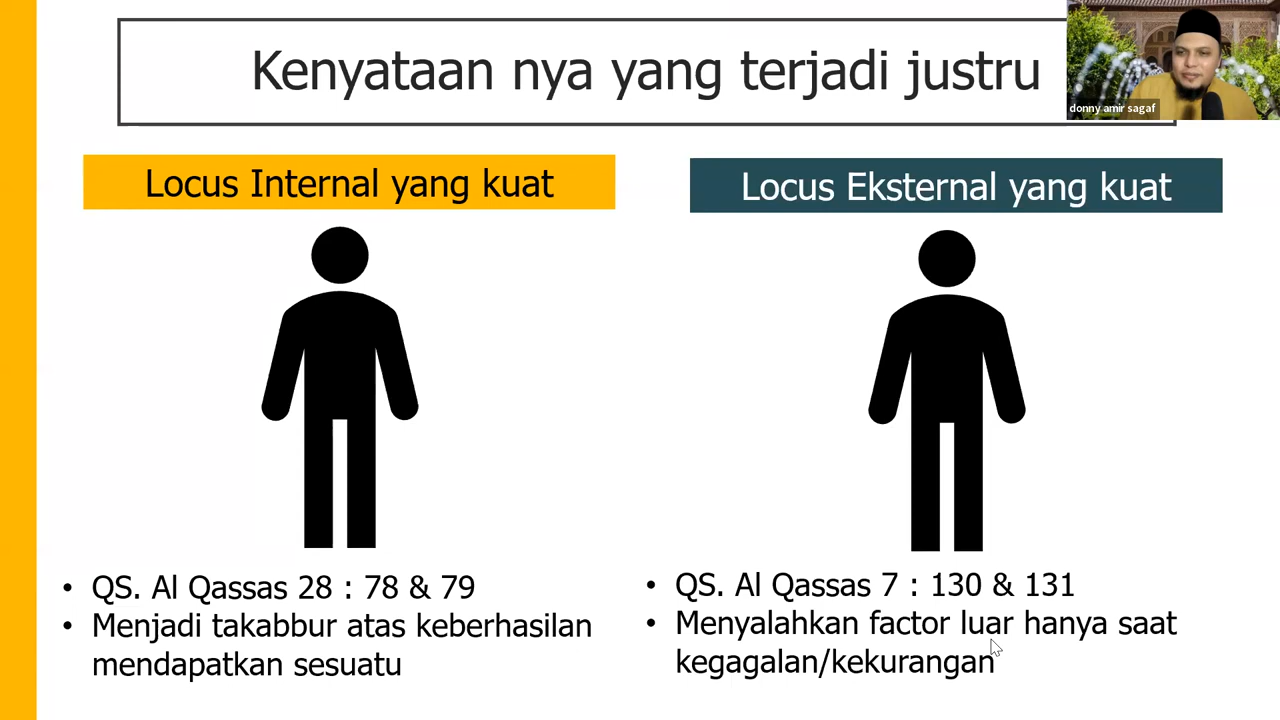 Kenyataan nya yang terjadi justru
donny amir sagaf
Locus Internal yang kuat
Locus Eksternal yang kuat
• QS. Al Qassas 28 : 78 & 79
• Menjadi takabbur atas keberhasilan
mendapatkan sesuatu
• QS. Al Qassas 7 : 130 & 131
• Menyalahkan factor luar hanya saat
kegagalan/kekurangan